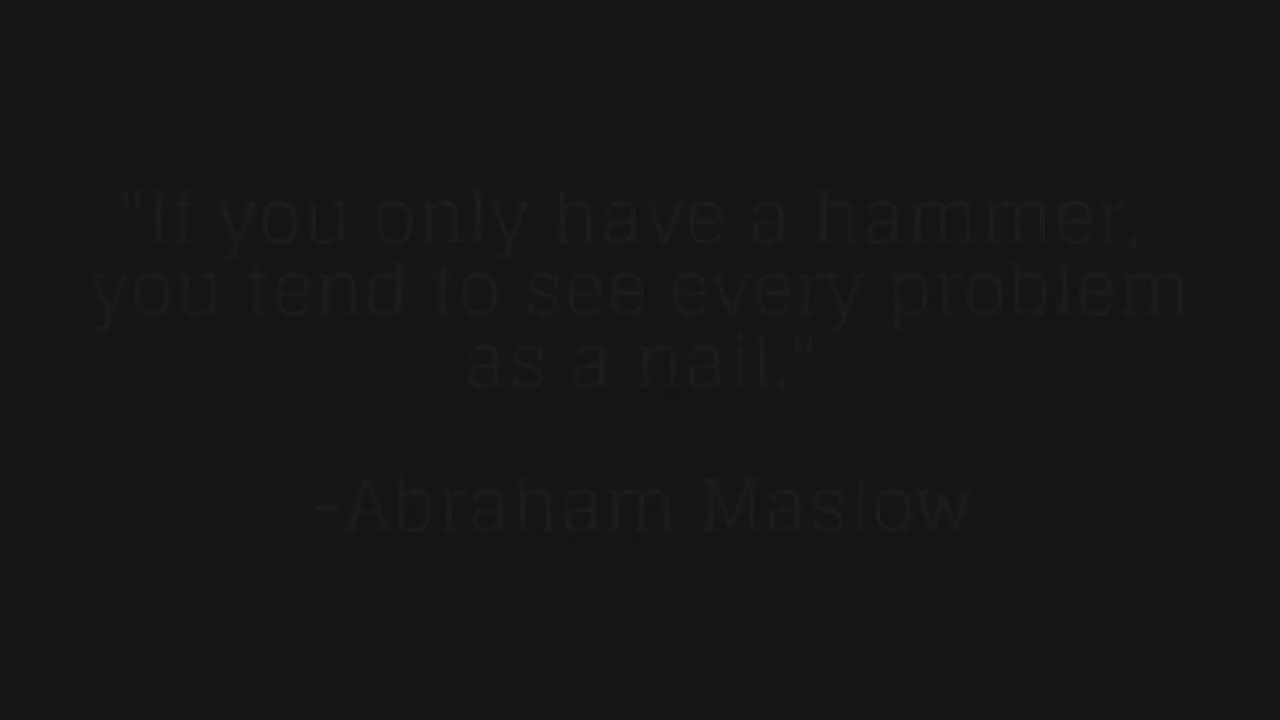 "If you only have a hammer,
you tend to see every problem
as a nail."
-Abraham Maslow